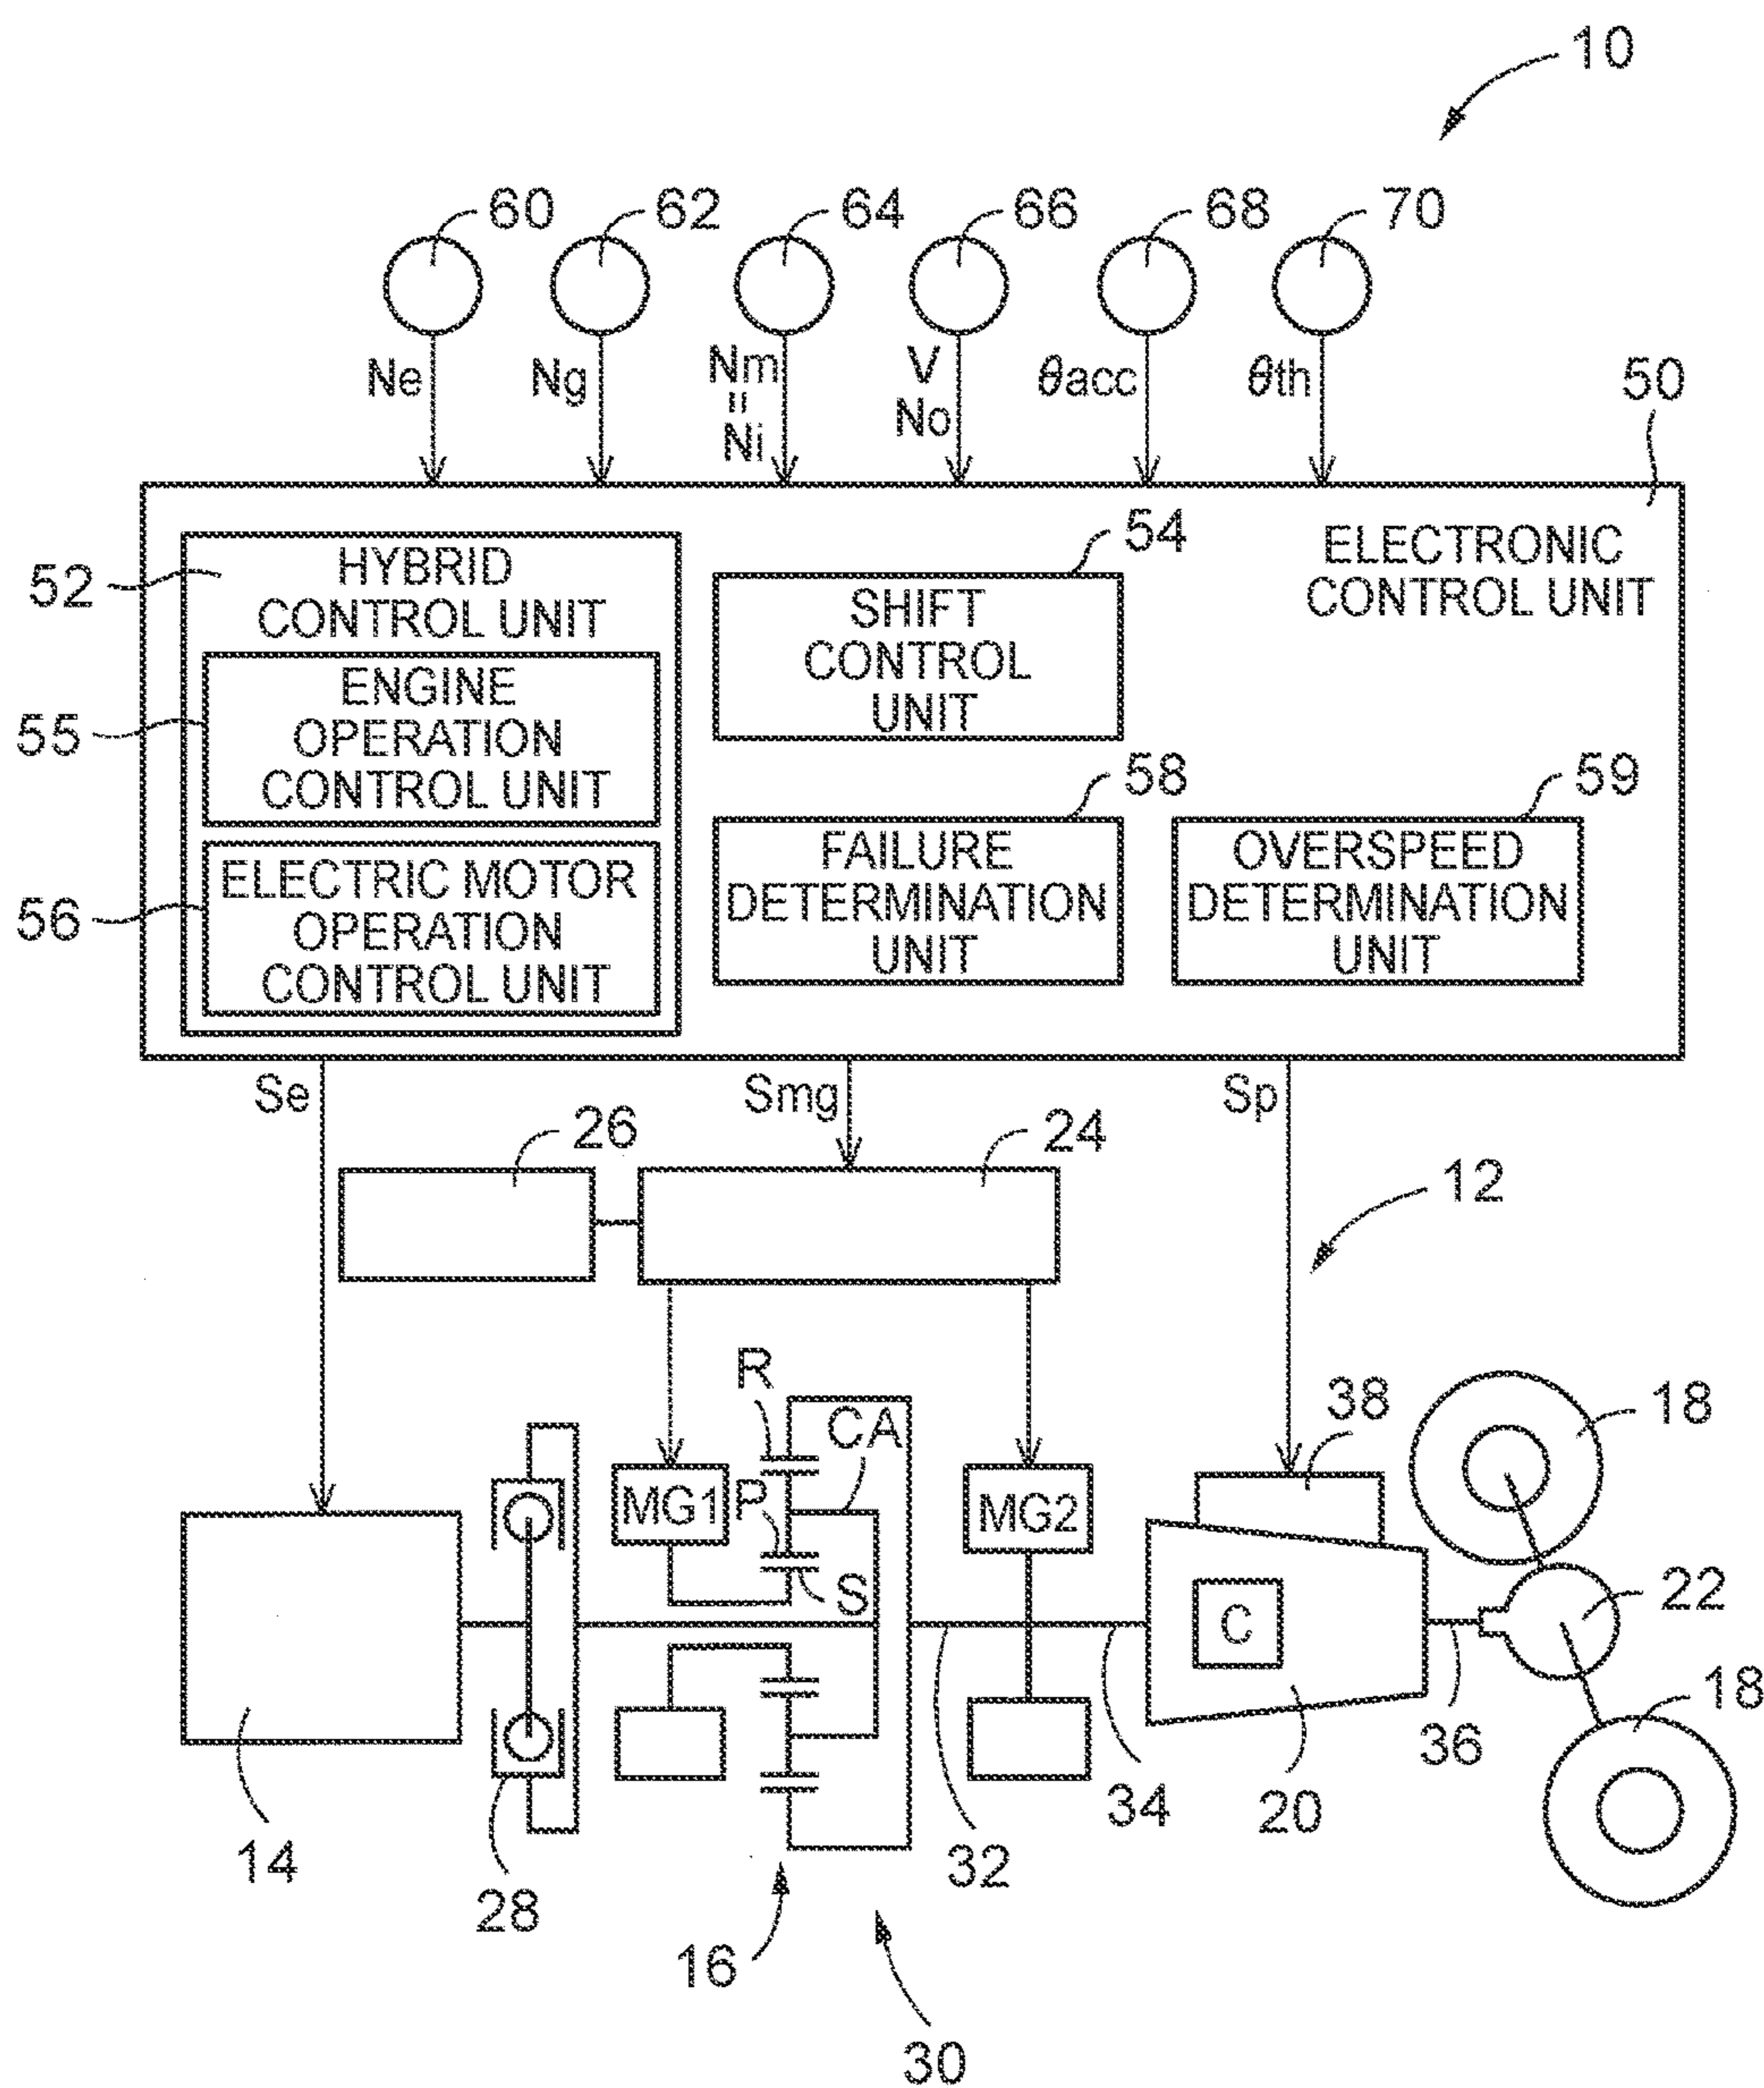 10
60
62
64
66
68
70
Ne
Ng
Nm
=
Ni
V
No
θacc
θth
50
ELECTRONIC
CONTROL UNIT
52
HYBRID
CONTROL UNIT
54
SHIFT
CONTROL
UNIT
55
ENGINE
OPERATION
CONTROL UNIT
56
ELECTRIC MOTOR
OPERATION
CONTROL UNIT
58
FAILURE
DETERMINATION
UNIT
59
OVERSPEED
DETERMINATION
UNIT
Se
Smg
Sp
26
24
12
R
CA
38
18
MG1
P
MG2
S
C
22
18
36
34
20
14
32
28
16
30